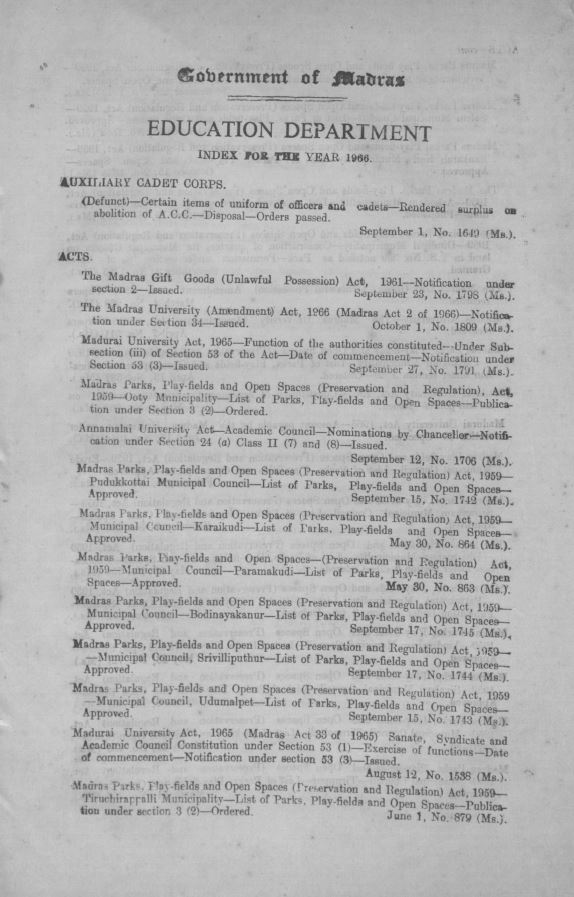 Government of Madras
EDUCATION DEPARTMENT
INDEX FOR THE YEAR 1966.
AUXILIARY CADET CORPS.
(Defunct)—Certain items of uniform of officers and cadets—Rendered surplus on
abolition of A.C.C.—Disposal—Orders passed.
September 1, No. 1649 (Ms.).
ACTS.
The Madras Gift Goods (Unlawful Possession) Act, 1961—Notification under
section 2—Issued. September 23, No. 1798 (Ms.).
The Madras University (Amendment) Act, 1966 (Madras Act 2 of 1966)—Notifica-
tion under Section 34—Issued. October 1, No. 1809 (Ms.).
Madurai University Act, 1965—Function of the authorities constituted—Under Sub-
section (iii) of Section 53 of the Act—Date of commencement—Notification under
Section 53 (3)—Issued. September 27, No. 1791 (Ms.).
Madras Parks, Play-fields and Open Spaces (Preservation and Regulation), Act,
1959—Ooty Municipality—List of Parks, Play-fields and Open Spaces—Publica-
tion under Section 3 (2)—Ordered.
Annamalai University Act—Academic Council—Nominations by Chancellor—Notifi-
cation under Section 24 (a) Class II (7) and (8)—Issued.
September 12, No. 1706 (Ms.).
Madras Parks, Play-fields and Open Spaces (Preservation and Regulation) Act, 1959—
Pudukkottai Municipal Council—List of Parks, Play-fields and Open Spaces—
Approved. September 15, No. 1742 (Ms.).
Madras Parks, Play-fields and Open Spaces (Preservation and Regulation) Act, 1959—
Municipal Council—Karaikudi—List of Parks, Play-fields and Open Spaces—
Approved. May 30, No. 864 (Ms.).
Madras Parks, Play-fields and Open Spaces—(Preservation and Regulation) Act,
1959—Municipal Council—Paramakudi—List of Parks, Play-fields and Open
Spaces—Approved. May 30, No. 863 (Ms.).
Madras Parks, Play-fields and Open Spaces (Preservation and Regulation) Act, 1959—
Municipal Council—Bodinayakanur—List of Parks, Play-fields and Open Spaces—
Approved. September 17, No. 1745 (Ms.),
Madras Parks, Play-fields and Open Spaces (Preservation and Regulation) Act, 1959—
—Municipal Council, Srivilliputhur—List of Parks, Play-fields and Open Spaces—
Approved. September 17, No. 1744 (Ms.).
Madras Parks, Play-fields and Open Spaces (Preservation and Regulation) Act, 1959
—Municipal Council, Udumalpet—List of Parks, Play-fields and Open Spaces—
Approved. September 15, No. 1743 (Ms.).
Madurai University Act, 1965 (Madras Act 33 of 1965) Sanate, Syndicate and
Academic Council Constitution under Section 53 (1)—Exercise of functions—Date
of commencement—Notification under section 53 (3)—Issued.
August 12, No. 1538 (Ms.).
Madras Parks, Play-fields and Open Spaces (Preservation and Regulation) Act, 1959—
Tiruchirappalli Municipality—List of Parks, Play-fields and Open Spaces—Publica-
tion under section 3 (2)—Ordered. June 1, No. 879 (Ms.).